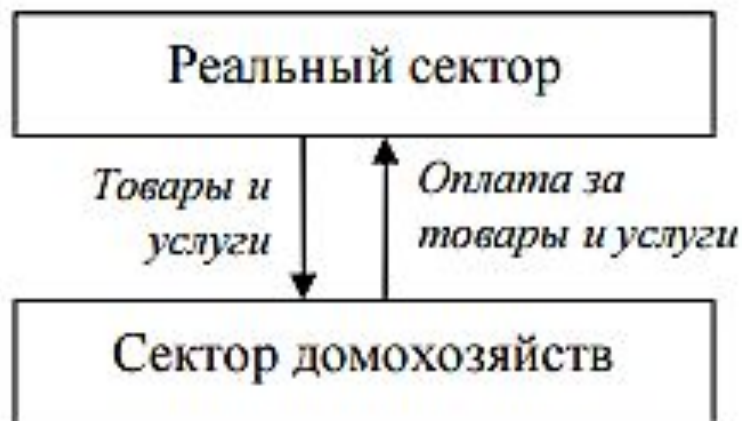 Реальный сектор
Товары и
услуги
Оплата за
товары и услуги
Сектор домохозяйств